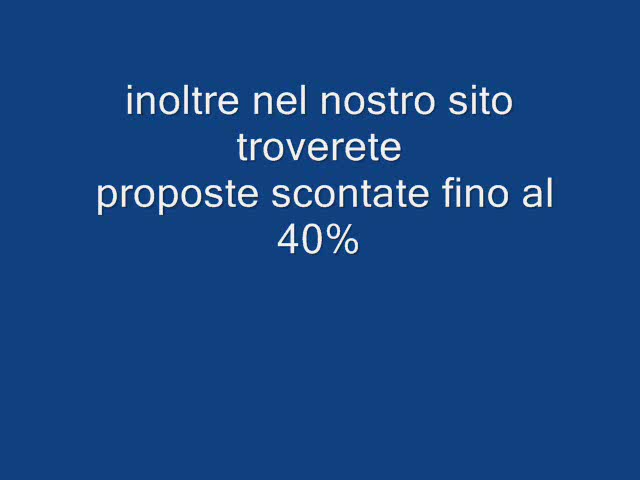 inoltre nel nostro sito
troverete
proposte scontate fino al
40%